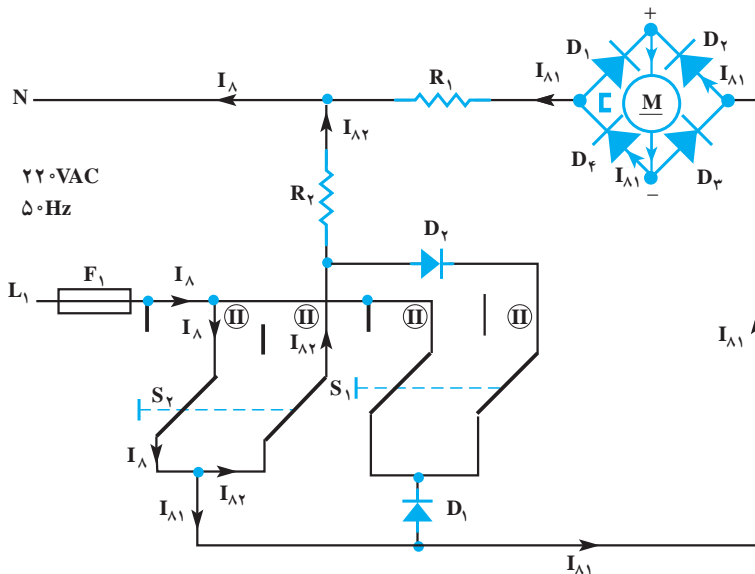 +
D۱ D۲
I۸ R۱ I۸۱ I۸۱
N M
I۸۲ D۴ I۸۱ D۳
۲۲۰VAC
۵۰Hz
R۲ −
D۲
L۱ F۱ I۸
II II II II
I۸ I۸۲ I۸۱
S۲ S۱
I۸ I۸۲
I۸۱ D۱
I۸۱